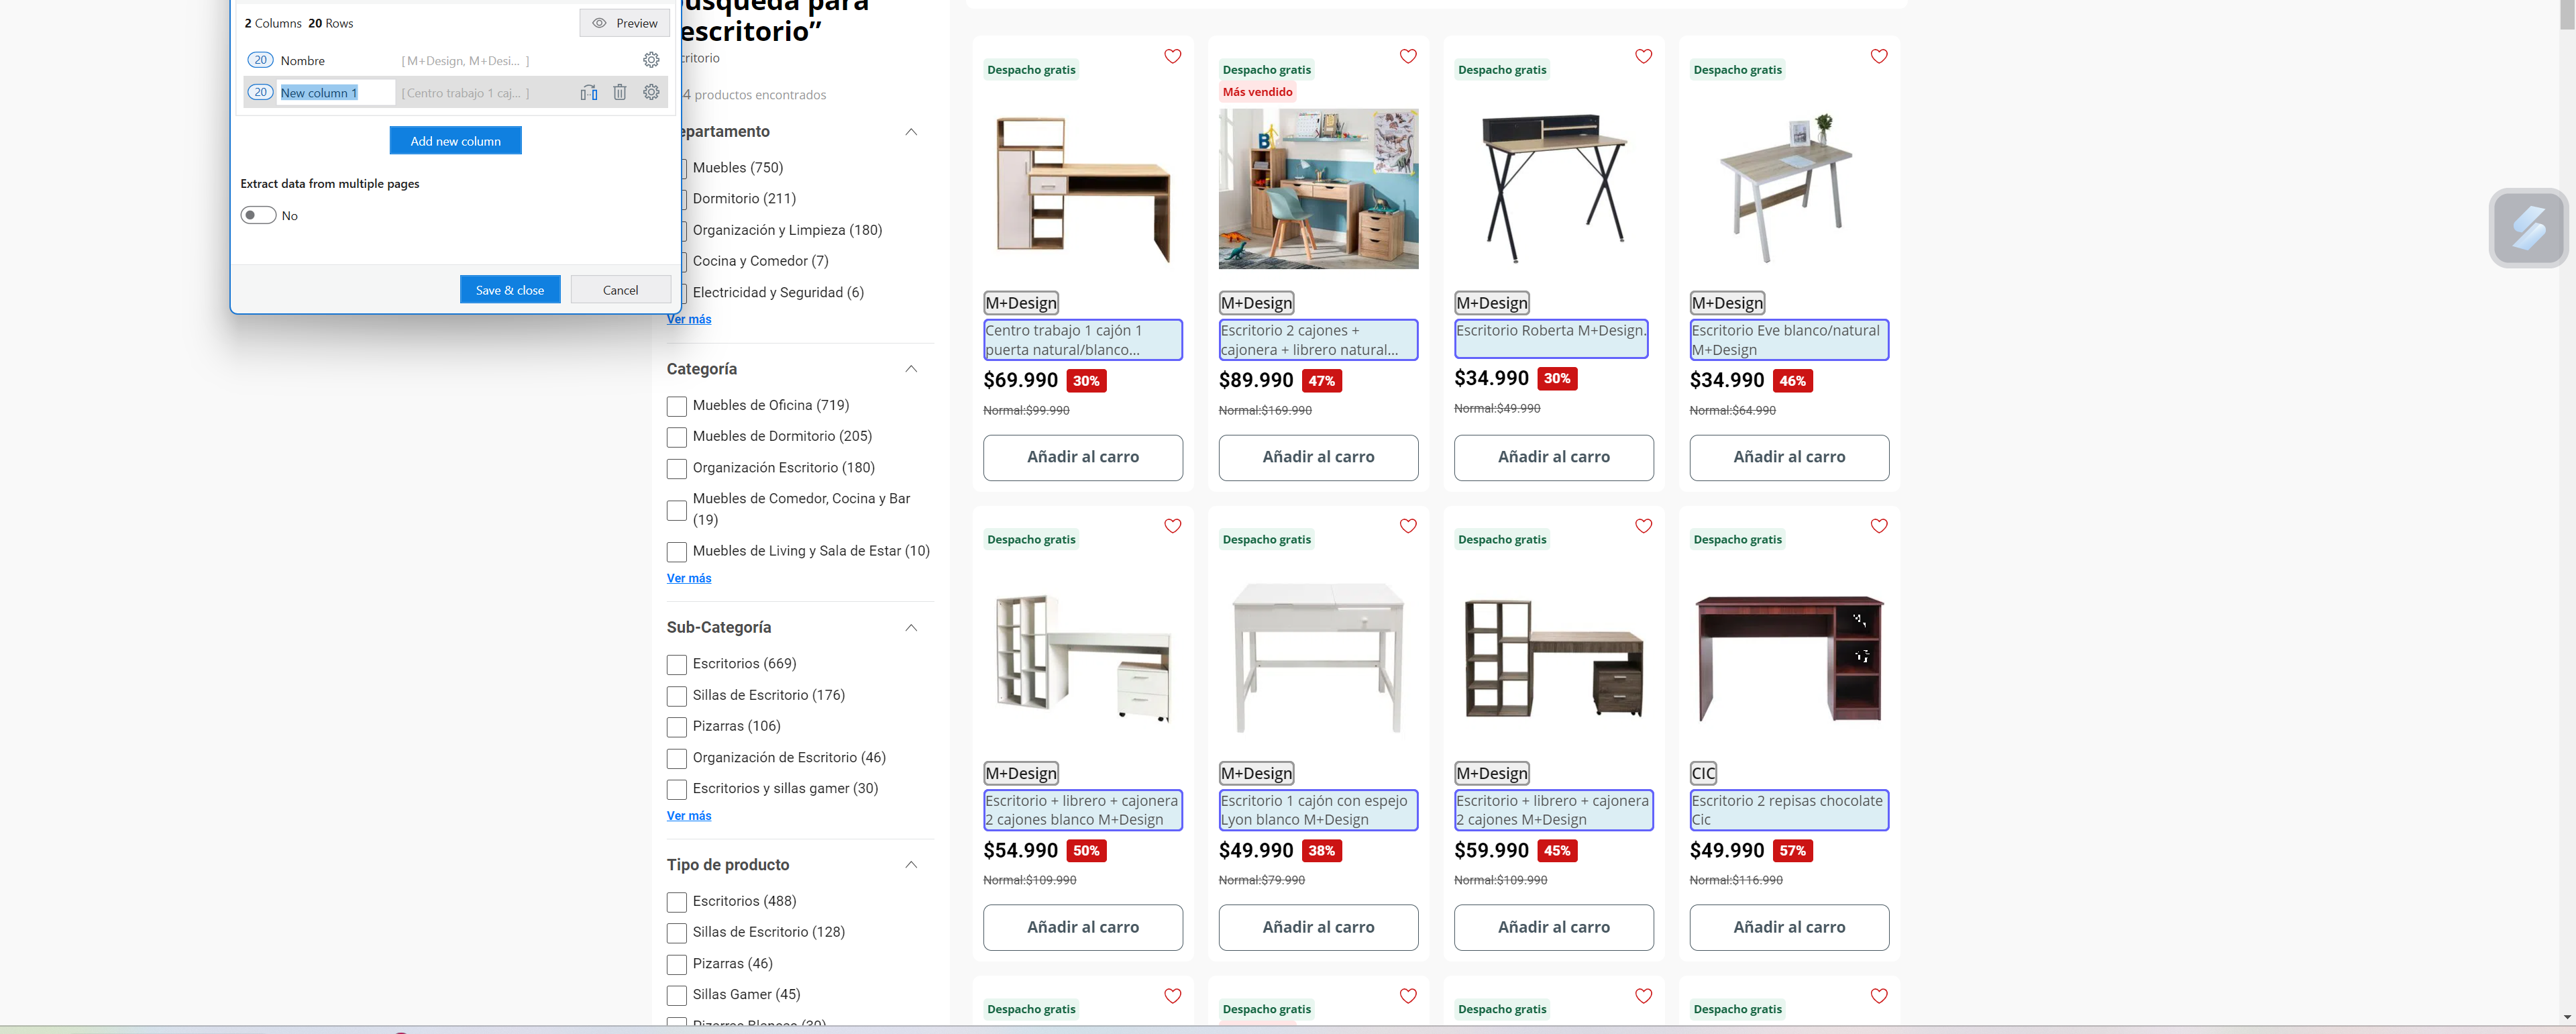 2 Columns 20 Rows
Preview
20 Nombre [ M+Design, M+Desi... ]
20 New column 1 [ Centro trabajo 1 caj... ]
Add new column
Extract data from multiple pages
No
Save & close
Cancel
úsqueda para
escritorio”
critorio
4 productos encontrados
epartamento
Muebles (750)
Dormitorio (211)
Organización y Limpieza (180)
Cocina y Comedor (7)
Electricidad y Seguridad (6)
Ver más
Categoría
Muebles de Oficina (719)
Muebles de Dormitorio (205)
Organización Escritorio (180)
Muebles de Comedor, Cocina y Bar
(19)
Muebles de Living y Sala de Estar (10)
Ver más
Sub-Categoría
Escritorios (669)
Sillas de Escritorio (176)
Pizarras (106)
Organización de Escritorio (46)
Escritorios y sillas gamer (30)
Ver más
Tipo de producto
Escritorios (488)
Sillas de Escritorio (128)
Pizarras (46)
Sillas Gamer (45)
Pizarras Blancas (39)
Despacho gratis
M+Design
Centro trabajo 1 cajón 1
puerta natural/blanco...
$69.990 30%
Normal:$99.990
Añadir al carro
Despacho gratis
Más vendido
B
M+Design
Escritorio 2 cajones +
cajonera + librero natural...
$89.990 47%
Normal:$169.990
Añadir al carro
Despacho gratis
M+Design
Escritorio Roberta M+Design.
$34.990 30%
Normal:$49.990
Añadir al carro
Despacho gratis
M+Design
Escritorio Eve blanco/natural
M+Design
$34.990 46%
Normal:$64.990
Añadir al carro
Despacho gratis
M+Design
Escritorio + librero + cajonera
2 cajones blanco M+Design
$54.990 50%
Normal:$109.990
Añadir al carro
Despacho gratis
M+Design
Escritorio 1 cajón con espejo
Lyon blanco M+Design
$49.990 38%
Normal:$79.990
Añadir al carro
Despacho gratis
M+Design
Escritorio + librero + cajonera
2 cajones M+Design
$59.990 45%
Normal:$109.990
Añadir al carro
Despacho gratis
CIC
Escritorio 2 repisas chocolate
Cic
$49.990 57%
Normal:$116.990
Añadir al carro
Despacho gratis
Despacho gratis
Despacho gratis
Despacho gratis